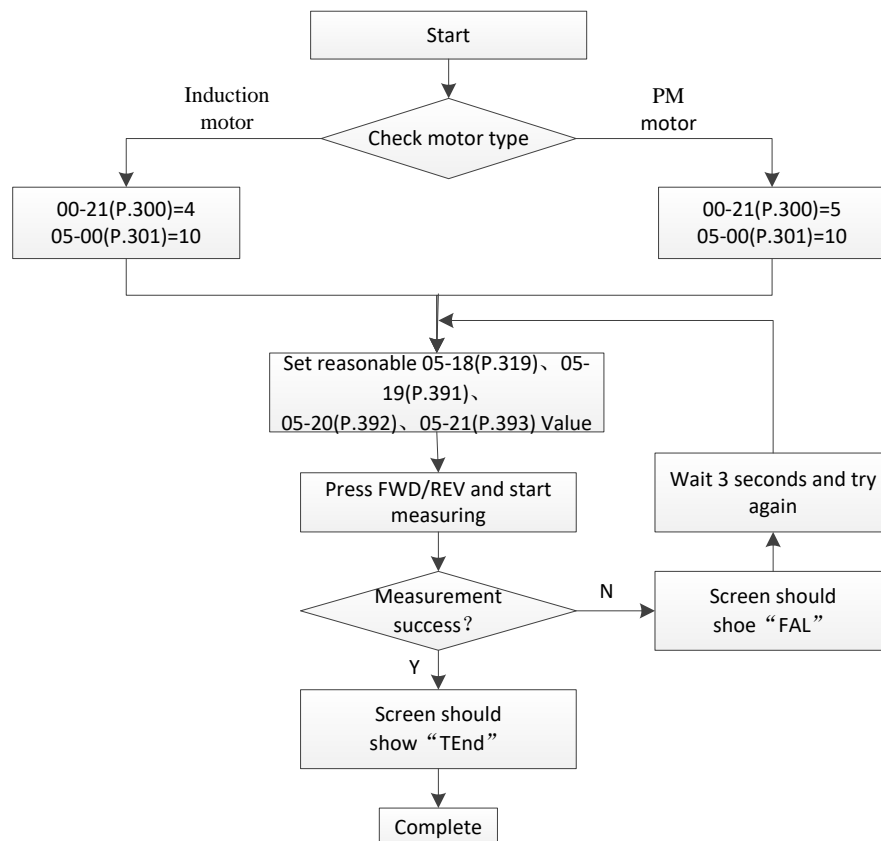 Start
Induction
motor
Check motor type
PM
motor
00-21(P.300)=4
05-00(P.301)=10
00-21(P.300)=5
05-00(P.301)=10
Set reasonable 05-18(P.319)、05-
19(P.391)、
05-20(P.392)、05-21(P.393) Value
Press FWD/REV and start
measuring
Wait 3 seconds and try
again
Measurement
success？
N
Screen should
shoe“FAL”
Y
Screen should
show“TEnd”
Complete